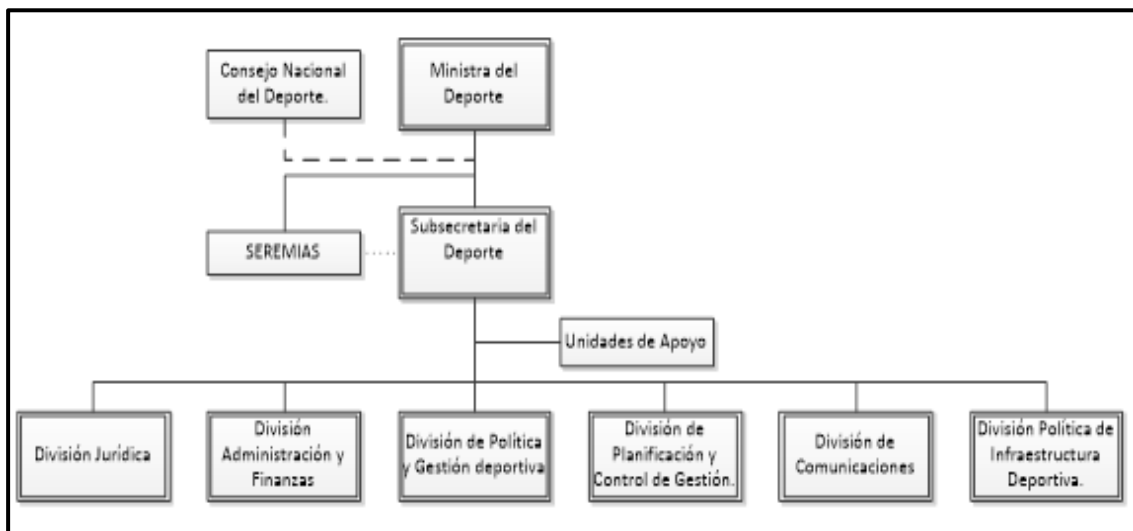 Consejo Nacional
del Deporte.
Ministra del
Deporte
SEREMIAS
Subsecretaria del
Deporte
Unidades de Apoyo
División Jurídica
División
Administración y
Finanzas
División de Política
y Gestión deportiva
División de
Planificación y
Control de Gestión.
División de
Comunicaciones
División Política de
Infraestructura
Deportiva.